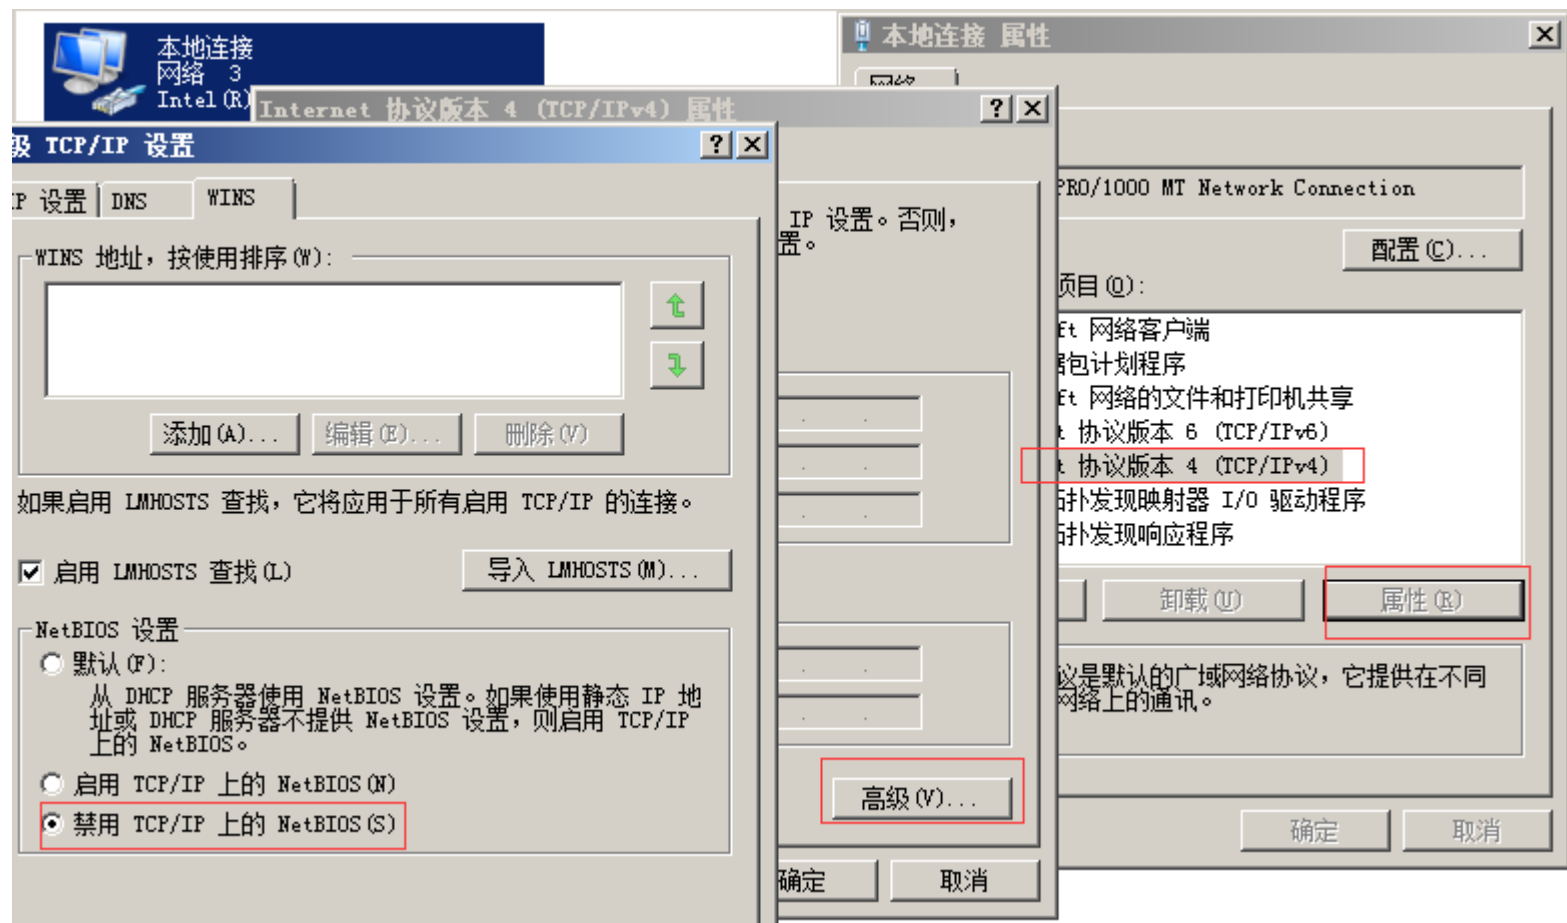 本地连接
网络 3
Intel(R)
Internet 协议版本 4 (TCP/IPv4) 属性
级 TCP/IP 设置
IP 设置
DNS
WINS
WINS 地址，按使用排序(W):
添加(A)...
编辑(E)...
删除(V)
如果启用 LMHOSTS 查找，它将应用于所有启用 TCP/IP 的连接。
启用 LMHOSTS 查找(L)
导入 LMHOSTS(M)...
NetBIOS 设置
默认(F):
从 DHCP 服务器使用 NetBIOS 设置。如果使用静态 IP 地
址或 DHCP 服务器不提供 NetBIOS 设置，则启用 TCP/IP
上的 NetBIOS。
启用 TCP/IP 上的 NetBIOS(N)
禁用 TCP/IP 上的 NetBIOS(S)
IP 设置。否则，
置。
高级(V)...
确定
取消
本地连接 属性
网络
PRO/1000 MT Network Connection
配置(C)...
项目(O):
ft 网络客户端
据包计划程序
ft 网络的文件和打印机共享
t 协议版本 6 (TCP/IPv6)
t 协议版本 4 (TCP/IPv4)
拓扑发现映射器 I/O 驱动程序
拓扑发现响应程序
卸载(U)
属性(R)
议是默认的广域网络协议，它提供在不同
网络上的通讯。
确定
取消